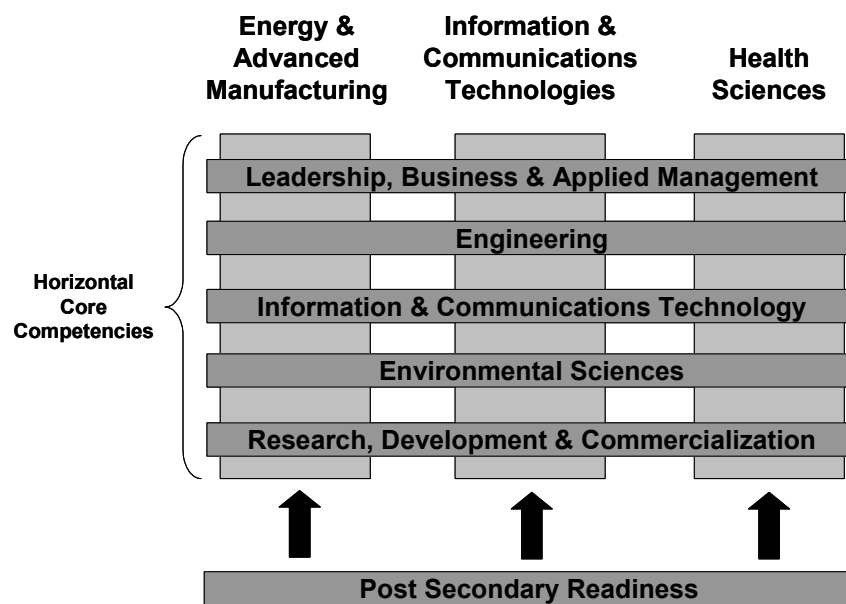 Energy &
Advanced
Manufacturing
Information &
Communications
Technologies
Health
Sciences
Leadership, Business & Applied Management
Engineering
Horizontal
Core
Competencies
Information & Communications Technology
Environmental Sciences
Research, Development & Commercialization
Post Secondary Readiness